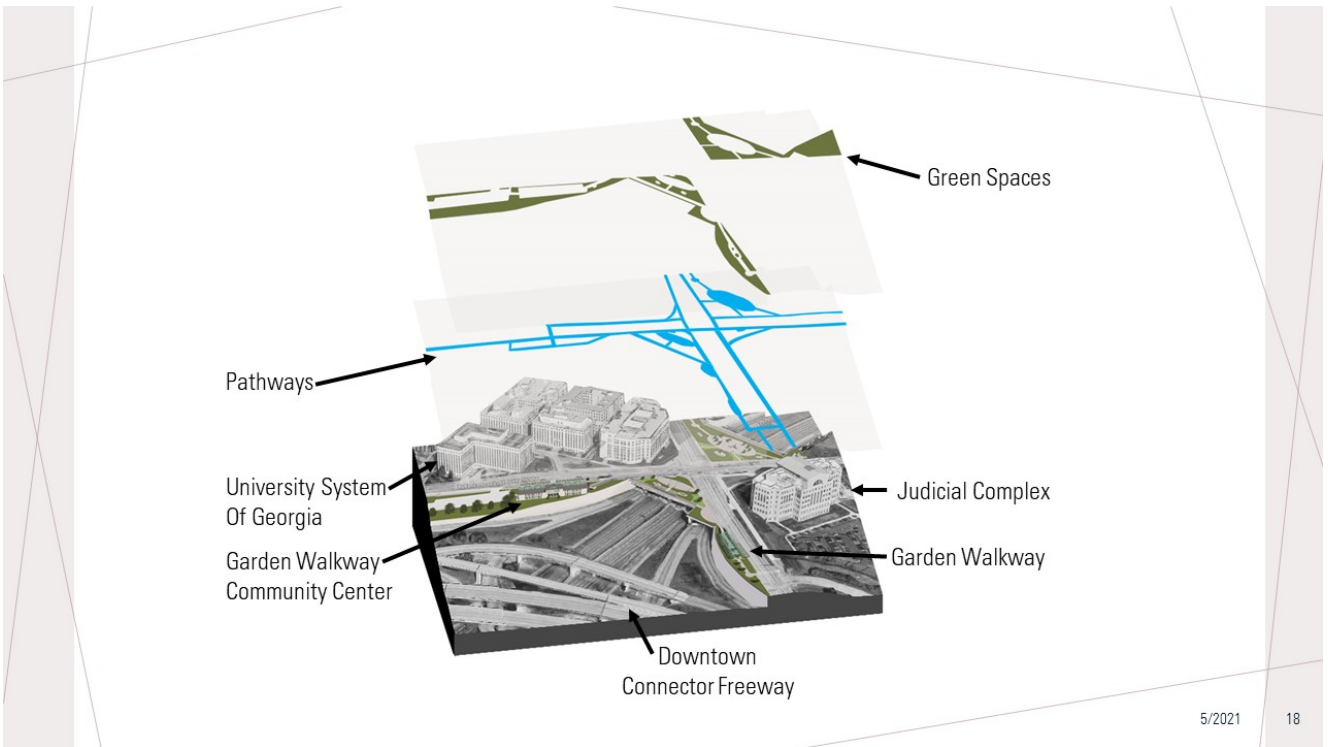 Green Spaces
Pathways
University System
Of Georgia
Judicial Complex
Garden Walkway
Community Center
Garden Walkway
Downtown
Connector Freeway
5/2021
18